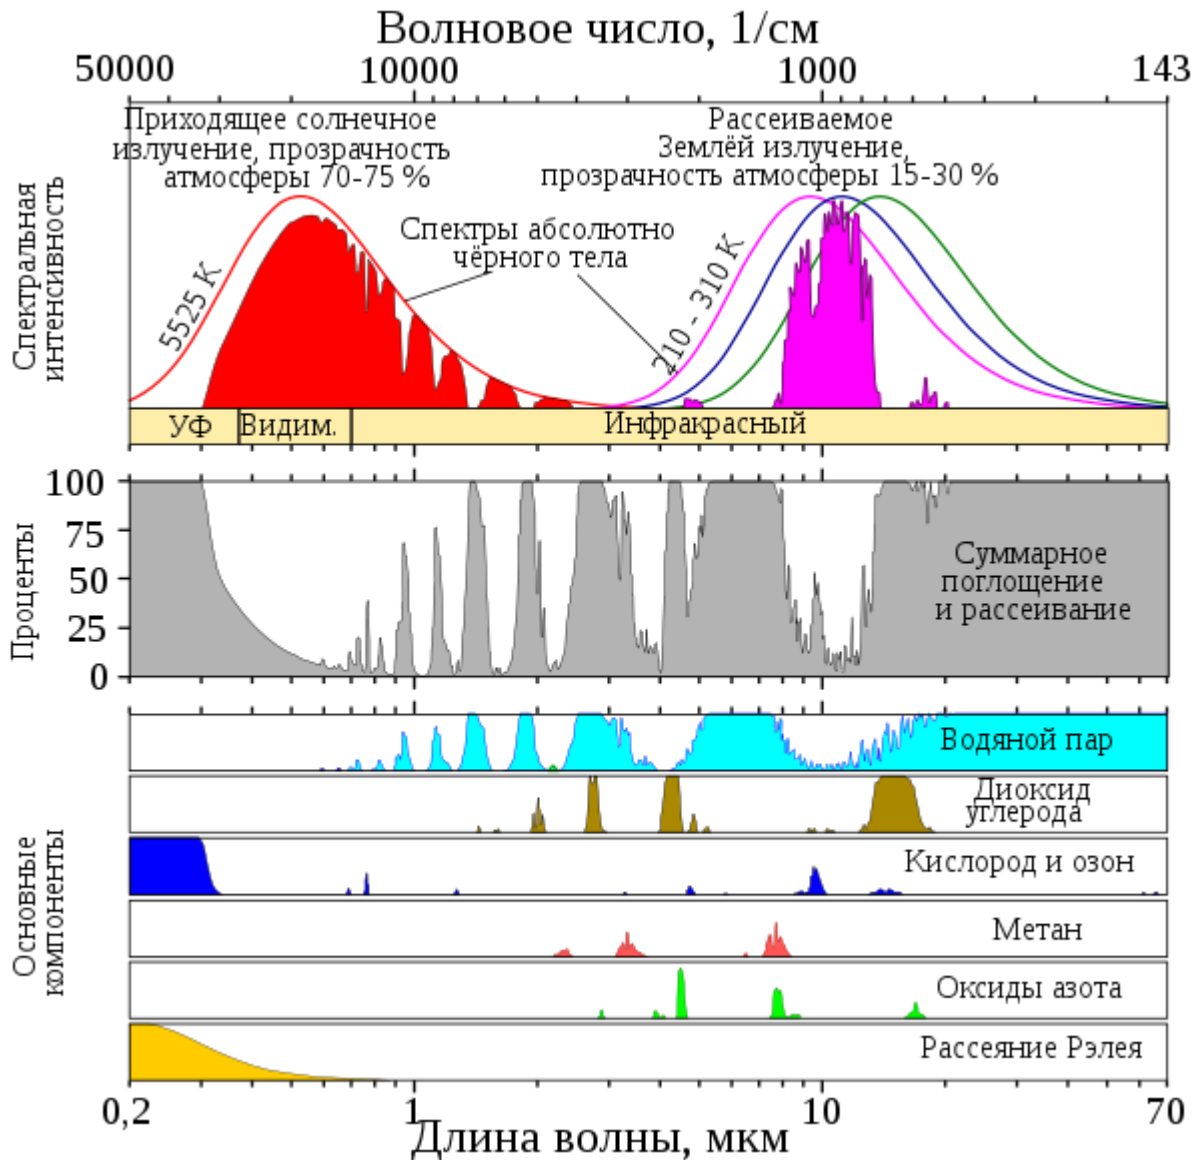 Волновое число, 1/см
50000
10000
1000
143
Приходящее солнечное
излучение, прозрачность
атмосферы 70-75 %
Рассеиваемое
Землёй излучение,
прозрачность атмосферы 15-30 %
Спектры абсолютно
чёрного тела
5525 К
210 - 310 К
Спектральная
интенсивность
УФ
Видим.
Инфракрасный
100
75
50
25
0
Проценты
Суммарное
поглощение
и рассеивание
Основные
компоненты
Водяной пар
Диоксид
углерода
Кислород и озон
Метан
Оксиды азота
Рассеяние Рэлея
0,2
1
10
70
Длина волны, мкм